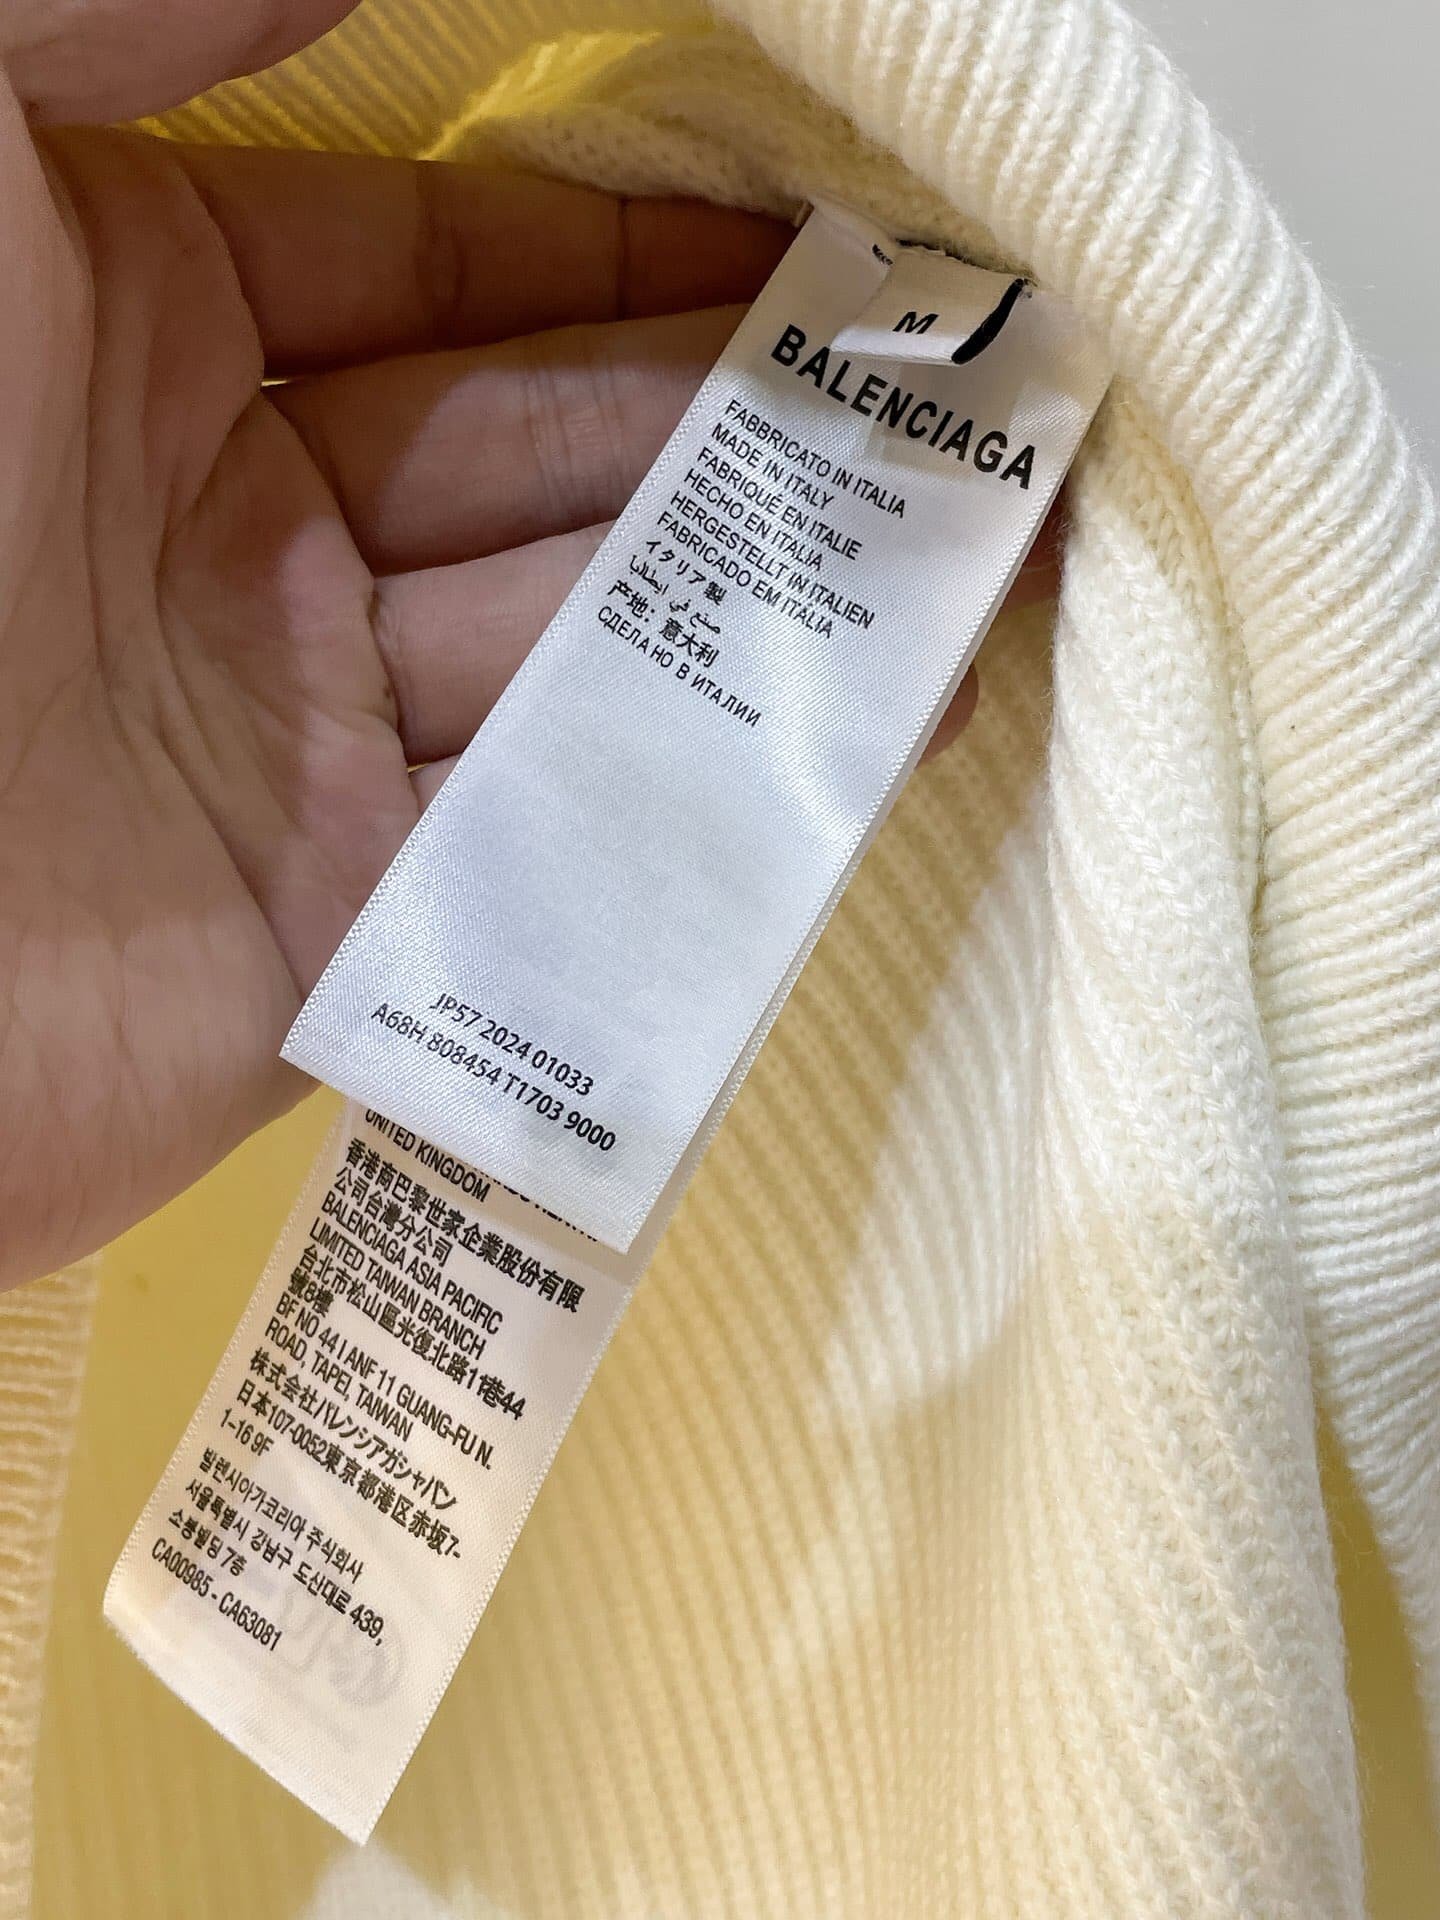 M
BALENCIAGA
FABBRICATO IN ITALIA
MADE IN ITALY
FABRIQUÉ EN ITALIE
HECHO EN ITALIA
HERGESTELLT IN ITALIEN
FABRICADO EM ITALIA
イタリア製
صنع في إيطاليا
产地：意大利
СДЕЛАНО В ИТАЛИИ
JP57 2024 01033
A68H 808454 T1703 9000
UNITED KINGDOM
香港商巴黎世家企業股份有限
公司台灣分公司
BALENCIAGA ASIA PACIFIC
LIMITED TAIWAN BRANCH
台北市松山區光復北路11巷44
號8樓
BF NO 44 LANF 11 GUANG-FU N.
ROAD, TAPEI, TAIWAN
株式会社バレンシアガジャパン
日本107-0052東京都港区赤坂7-
1-16 9F
발렌시아가코리아 주식회사
서울특별시 강남구 도산대로 439,
소봉빌딩 7층
CA00985 - CA63081